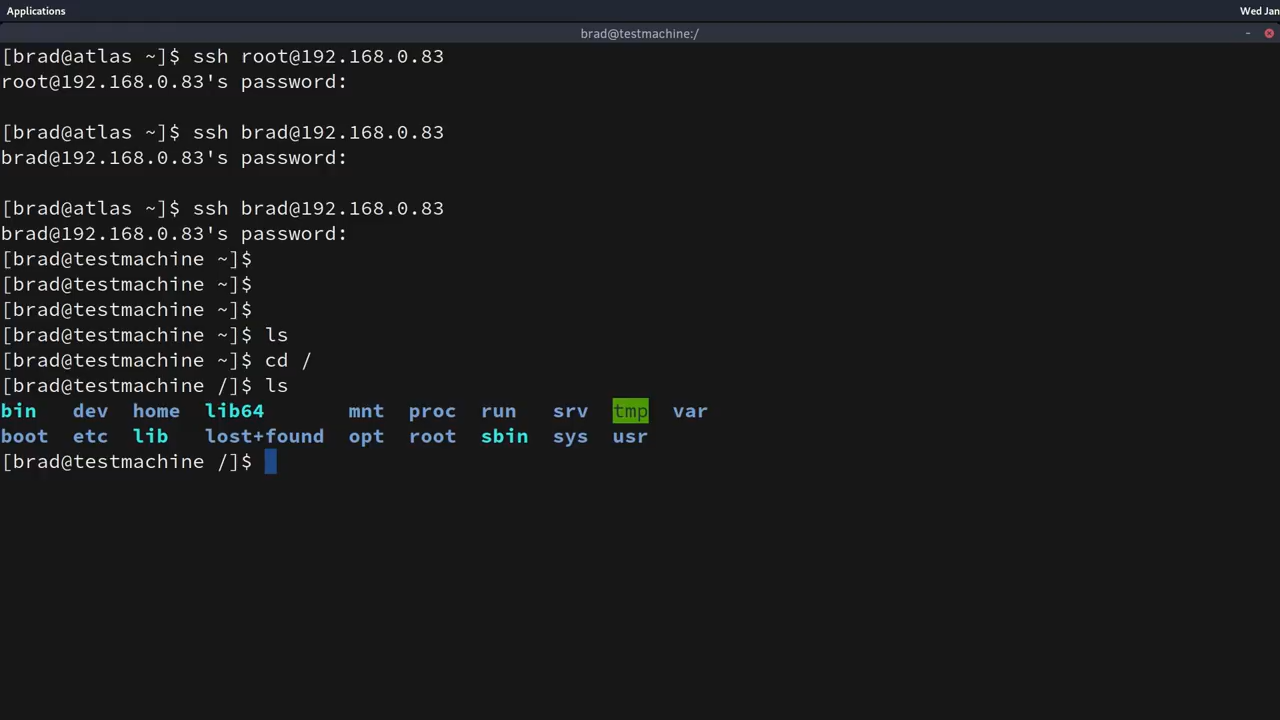 Applications Wed Jan
brad@testmachine:/ -
[brad@atlas ~]$ ssh root@192.168.0.83
root@192.168.0.83's password:
[brad@atlas ~]$ ssh brad@192.168.0.83
brad@192.168.0.83's password:
[brad@atlas ~]$ ssh brad@192.168.0.83
brad@192.168.0.83's password:
[brad@testmachine ~]$
[brad@testmachine ~]$
[brad@testmachine ~]$
[brad@testmachine ~]$ ls
[brad@testmachine ~]$ cd /
[brad@testmachine /]$ ls
bin dev home lib64 mnt proc run srv tmp var
boot etc lib lost+found opt root sbin sys usr
[brad@testmachine /]$